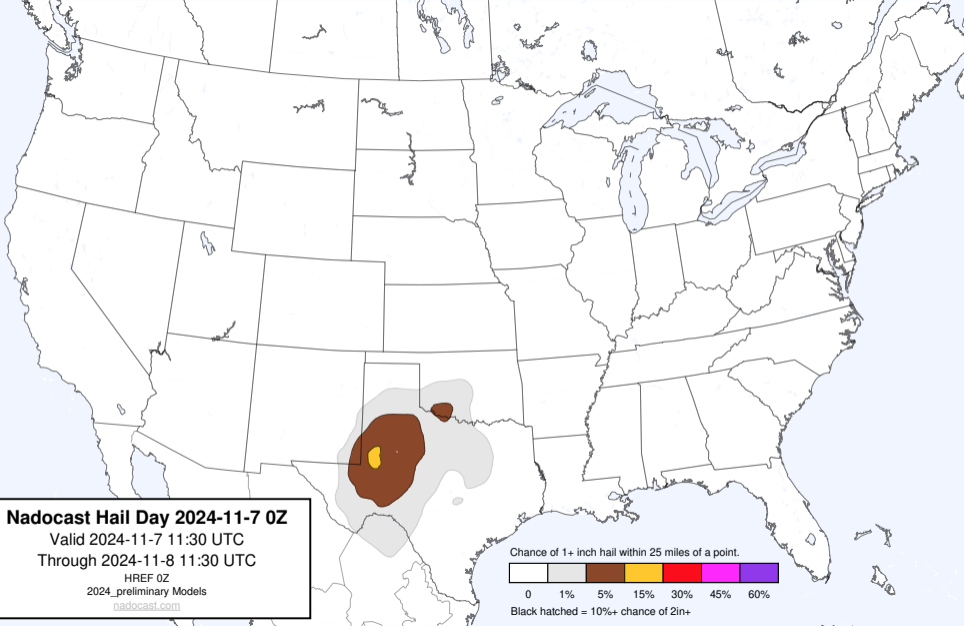 Nadocast Hail Day 2024-11-7 0Z
Valid 2024-11-7 11:30 UTC
Through 2024-11-8 11:30 UTC
HREF 0Z
2024_preliminary Models
nadocast.com
Chance of 1+ inch hail within 25 miles of a point.
0 1% 5% 15% 30% 45% 60%
Black hatched = 10%+ chance of 2in+